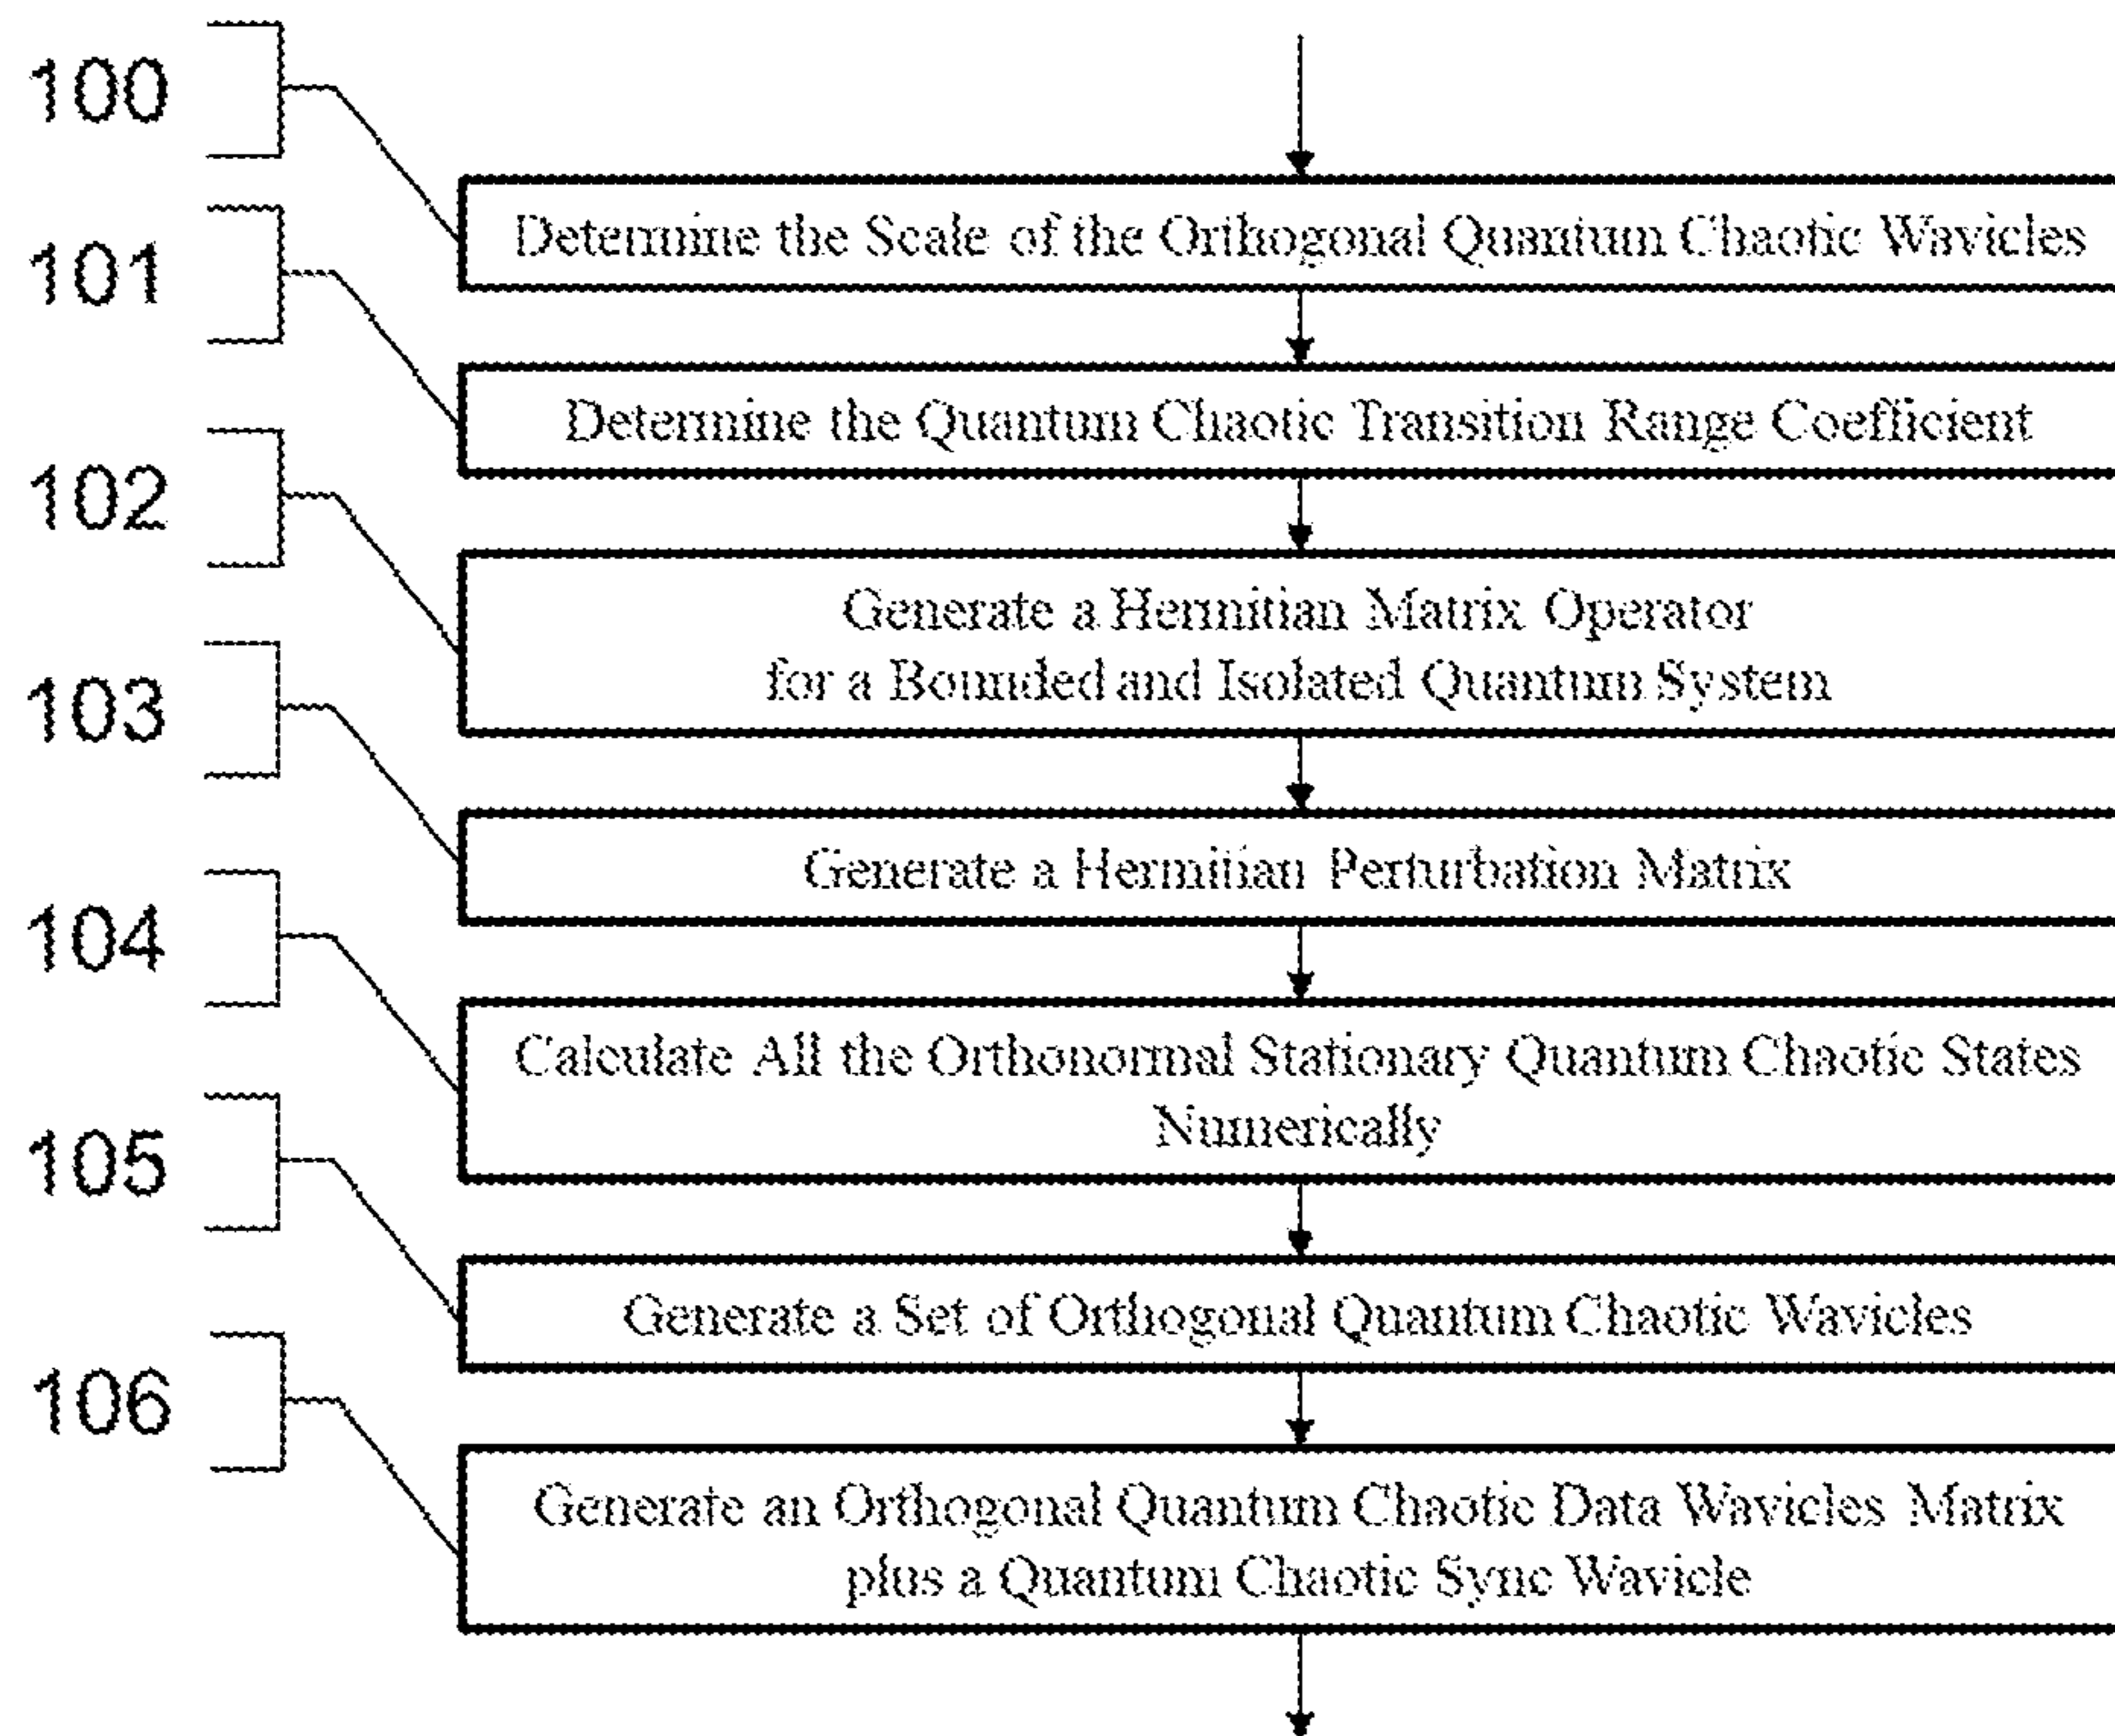 100
Determine the Scale of the Orthogonal Quantum Chaotic Wavicles
101
Determine the Quantum Chaotic Transition Range Coefficient
102
Generate a Hermitian Matrix Operator
for a Bounded and Isolated Quantum System
103
Generate a Hermitian Perturbation Matrix
104
Calculate All the Orthonormal Stationary Quantum Chaotic States
Numerically
105
Generate a Set of Orthogonal Quantum Chaotic Wavicles
106
Generate an Orthogonal Quantum Chaotic Data Wavicles Matrix
plus a Quantum Chaotic Sync Wavicle